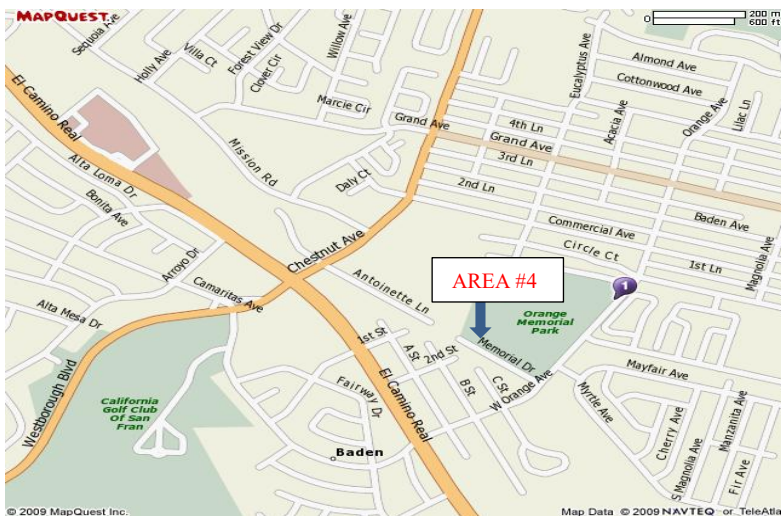 MAPQUEST
200 m
600 ft
Sequoia Ave
Holly Ave
Villa Ct
Forest View Dr
Clover Cir
Willow Ave
Eucalyptus Ave
Almond Ave
Cottonwood Ave
Marcie Cir
Grand Ave
4th Ln
Acacia Ave
Orange Ave
Lilac Ln
El Camino Real
Grand Ave
3rd Ln
Mission Rd
Alta Loma Dr
Daly Ct
2nd Ln
Bonita Ave
Commercial Ave
Baden Ave
Chestnut Ave
Circle Ct
1st Ln
Magnolia Ave
Arroyo Dr
AREA #4
1
Camaritas Ave
Antoinette Ln
Alta Mesa Dr
Orange
Memorial
Park
1st St
A St
2nd St
Memorial Dr
Mayfair Ave
Westborough Blvd
Fairway Dr
El Camino Real
B St
C St
W Orange Ave
Myrtle Ave
California
Golf Club
Of San
Fran
Cherry Ave
Manzanita Ave
Baden
S Magnolia Ave
Fir Ave
© 2009 MapQuest Inc.
Map Data © 2009 NAVTEQ or TeleAtla